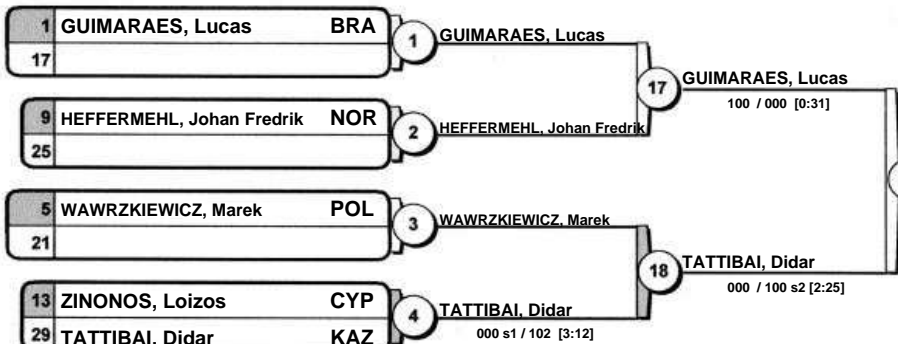 1 GUIMARAES, Lucas BRA
17
9 HEFFERMEHL, Johan Fredrik NOR
25
5 WAWRZKIEWICZ, Marek POL
21
13 ZINONOS, Loizos CYP
29 TATTIBAI, Didar KAZ
1 GUIMARAES, Lucas
2 HEFFERMEHL, Johan Fredrik
3 WAWRZKIEWICZ, Marek
4 TATTIBAI, Didar
000 s1 / 102 [3:12]
17 GUIMARAES, Lucas
100 / 000 [0:31]
18 TATTIBAI, Didar
000 / 100 s2 [2:25]